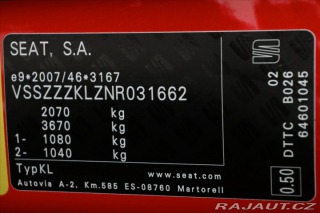 SEAT, S.A.
e9*2007/46*3167
VSSZZZKLZNR031662
2070 kg
3670 kg
1- 1080 kg
2- 1040 kg
TypKL
www.seat.com
Autovia A-2, Km.585 ES-08760 Martorell
02
DTTC B026
64601045
0.50
RAJAUT.CZ